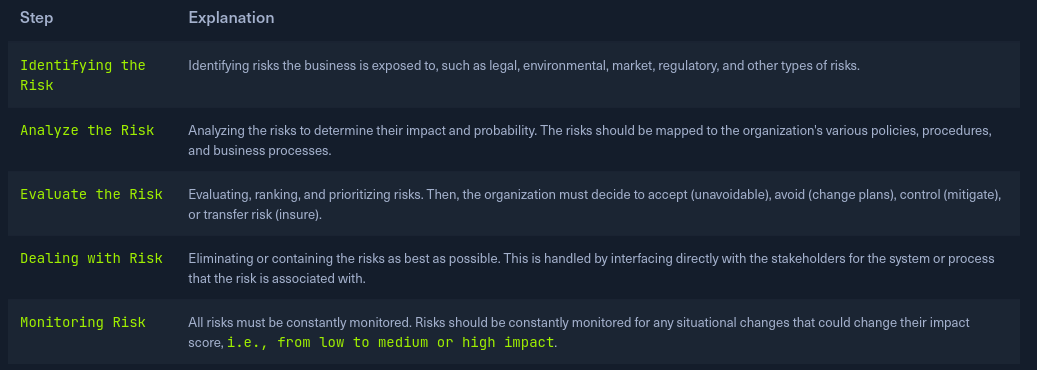 Step Explanation
Identifying the Risk Identifying risks the business is exposed to, such as legal, environmental, market, regulatory, and other types of risks.
Analyze the Risk Analyzing the risks to determine their impact and probability. The risks should be mapped to the organization's various policies, procedures,
and business processes.
Evaluate the Risk Evaluating, ranking, and prioritizing risks. Then, the organization must decide to accept (unavoidable), avoid (change plans), control (mitigate),
or transfer risk (insure).
Dealing with Risk Eliminating or containing the risks as best as possible. This is handled by interfacing directly with the stakeholders for the system or process
that the risk is associated with.
Monitoring Risk All risks must be constantly monitored. Risks should be constantly monitored for any situational changes that could change their impact
score, i.e., from low to medium or high impact.